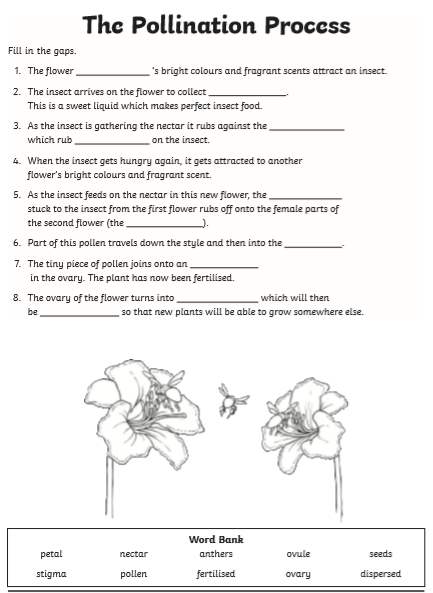 The Pollination Process
Fill in the gaps.
1. The flower _______________ 's bright colours and fragrant scents attract an insect.
2. The insect arrives on the flower to collect ________________.
This is a sweet liquid which makes perfect insect food.
3. As the insect is gathering the nectar it rubs against the _______________
which rub _______________ on the insect.
4. When the insect gets hungry again, it gets attracted to another
flower's bright colours and fragrant scent.
5. As the insect feeds on the nectar in this new flower, the _______________
stuck to the insect from the first flower rubs off onto the female parts of
the second flower (the ________________).
6. Part of this pollen travels down the style and then into the ____________.
7. The tiny piece of pollen joins onto an ______________
in the ovary. The plant has now been fertilised.
8. The ovary of the flower turns into _________________ which will then
be ________________ so that new plants will be able to grow somewhere else.
Word Bank
petal nectar anthers ovule seeds
stigma pollen fertilised ovary dispersed